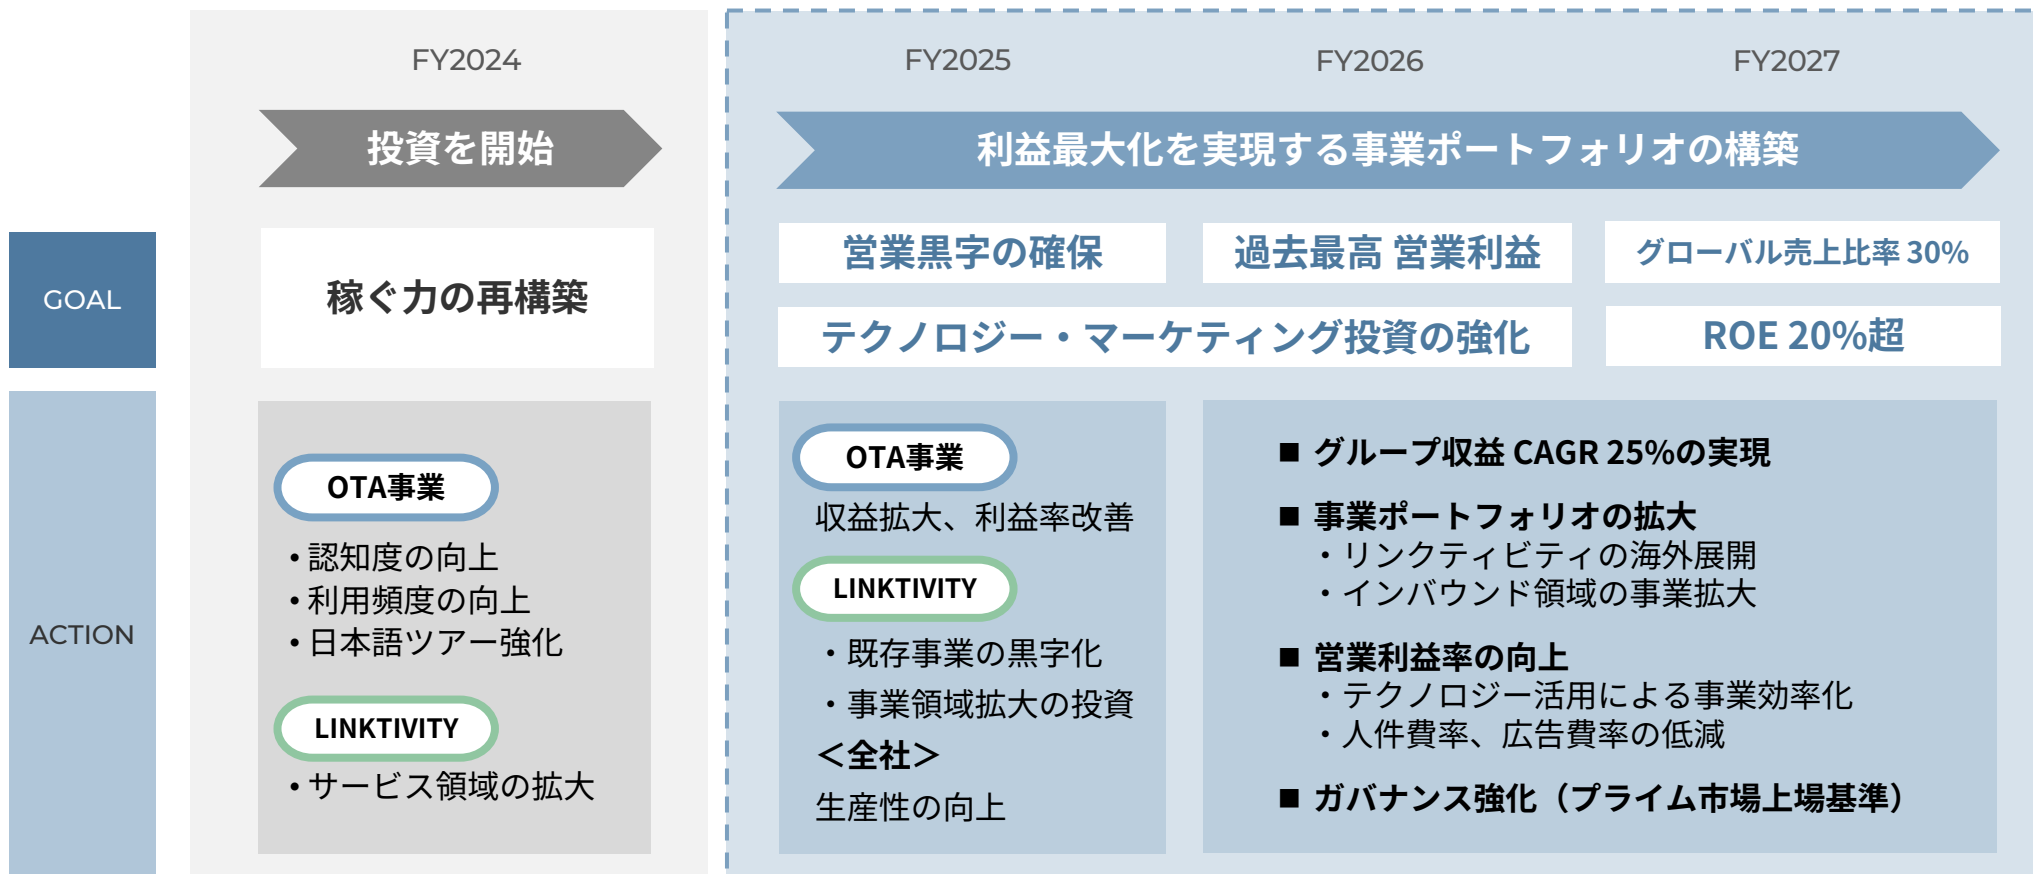 FY2024
FY2025
FY2026
FY2027
投資を開始
利益最大化を実現する事業ポートフォリオの構築
GOAL
稼ぐ力の再構築
営業黒字の確保
過去最高 営業利益
グローバル売上比率 30%
テクノロジー・マーケティング投資の強化
ROE 20%超
ACTION
OTA事業
• 認知度の向上
• 利用頻度の向上
• 日本語ツアー強化
LINKTIVITY
• サービス領域の拡大
OTA事業
収益拡大、利益率改善
LINKTIVITY
・既存事業の黒字化
・事業領域拡大の投資
＜全社＞
生産性の向上
■ グループ収益 CAGR 25%の実現
■ 事業ポートフォリオの拡大
・リンクティビティの海外展開
・インバウンド領域の事業拡大
■ 営業利益率の向上
・テクノロジー活用による事業効率化
・人件費率、広告費率の低減
■ ガバナンス強化（プライム市場上場基準）